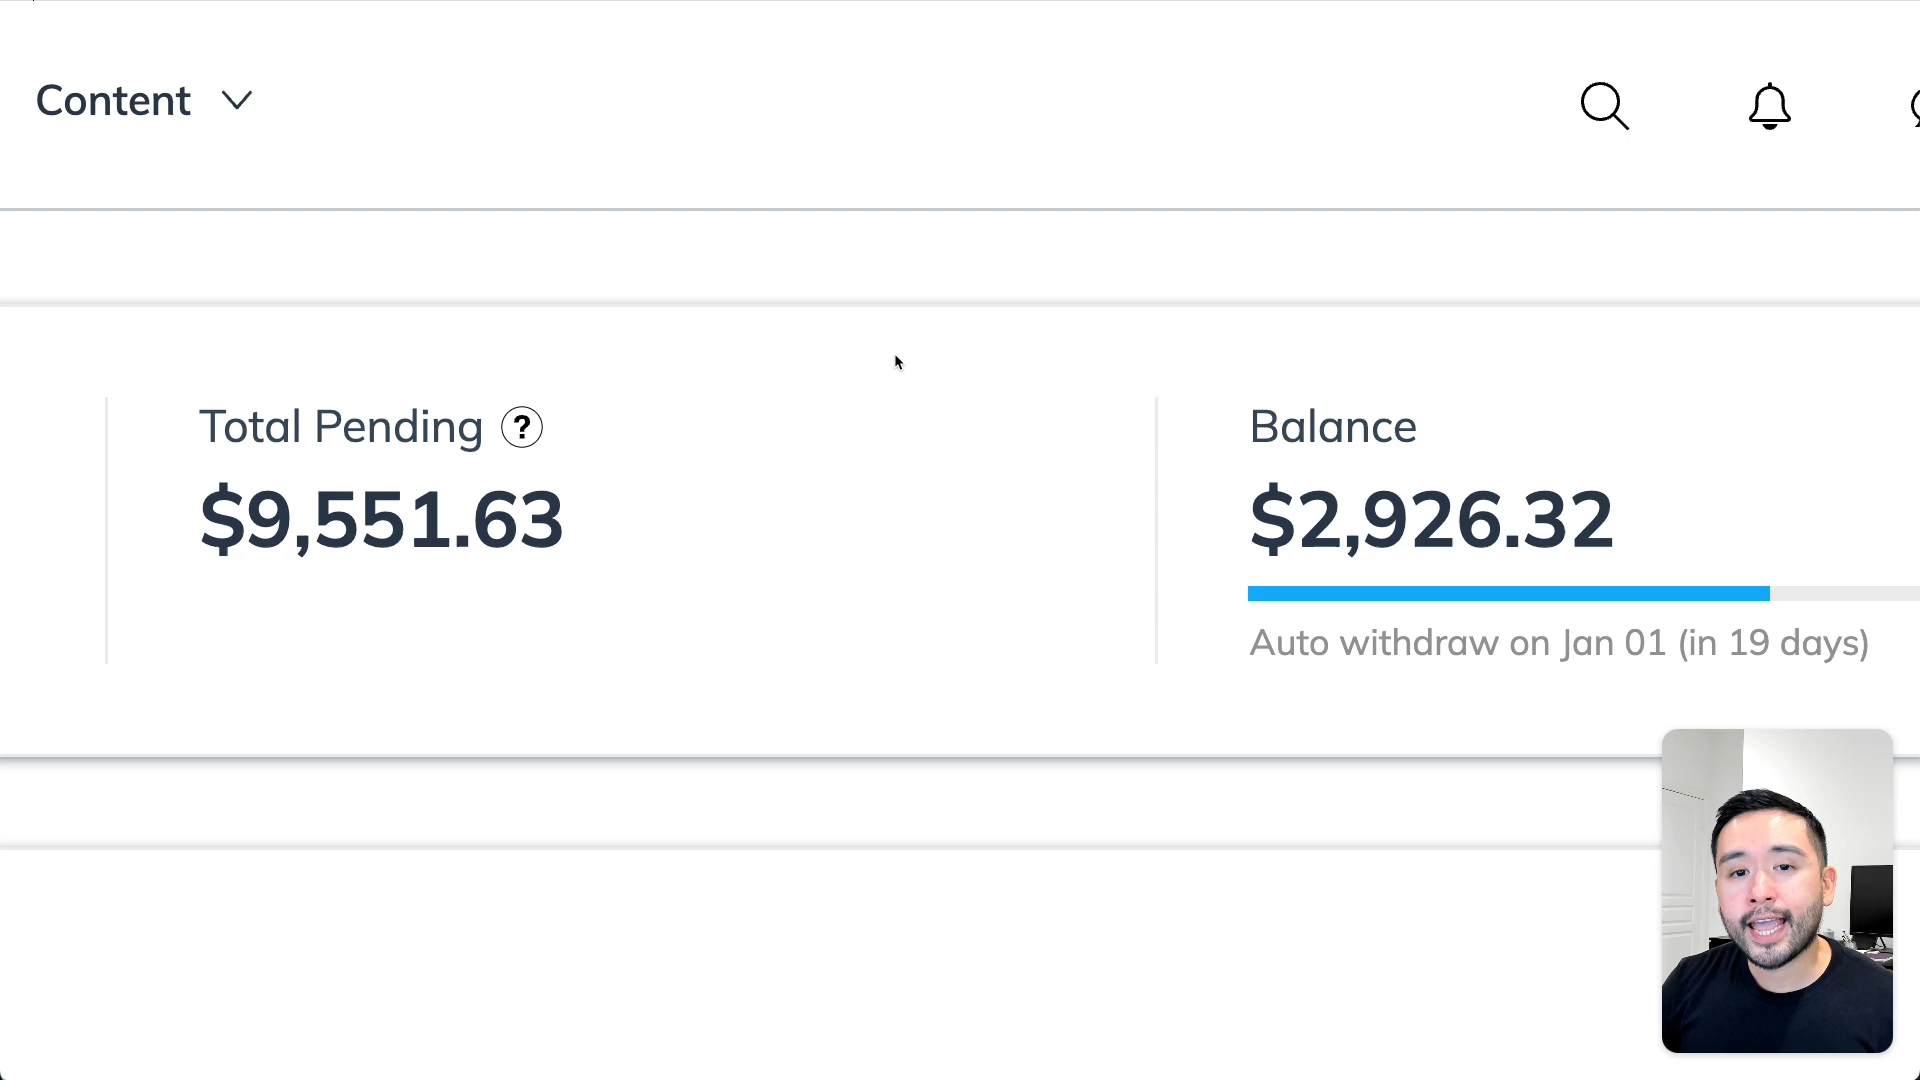 Content
Total Pending ?
$9,551.63
Balance
$2,926.32
Auto withdraw on Jan 01 (in 19 days)